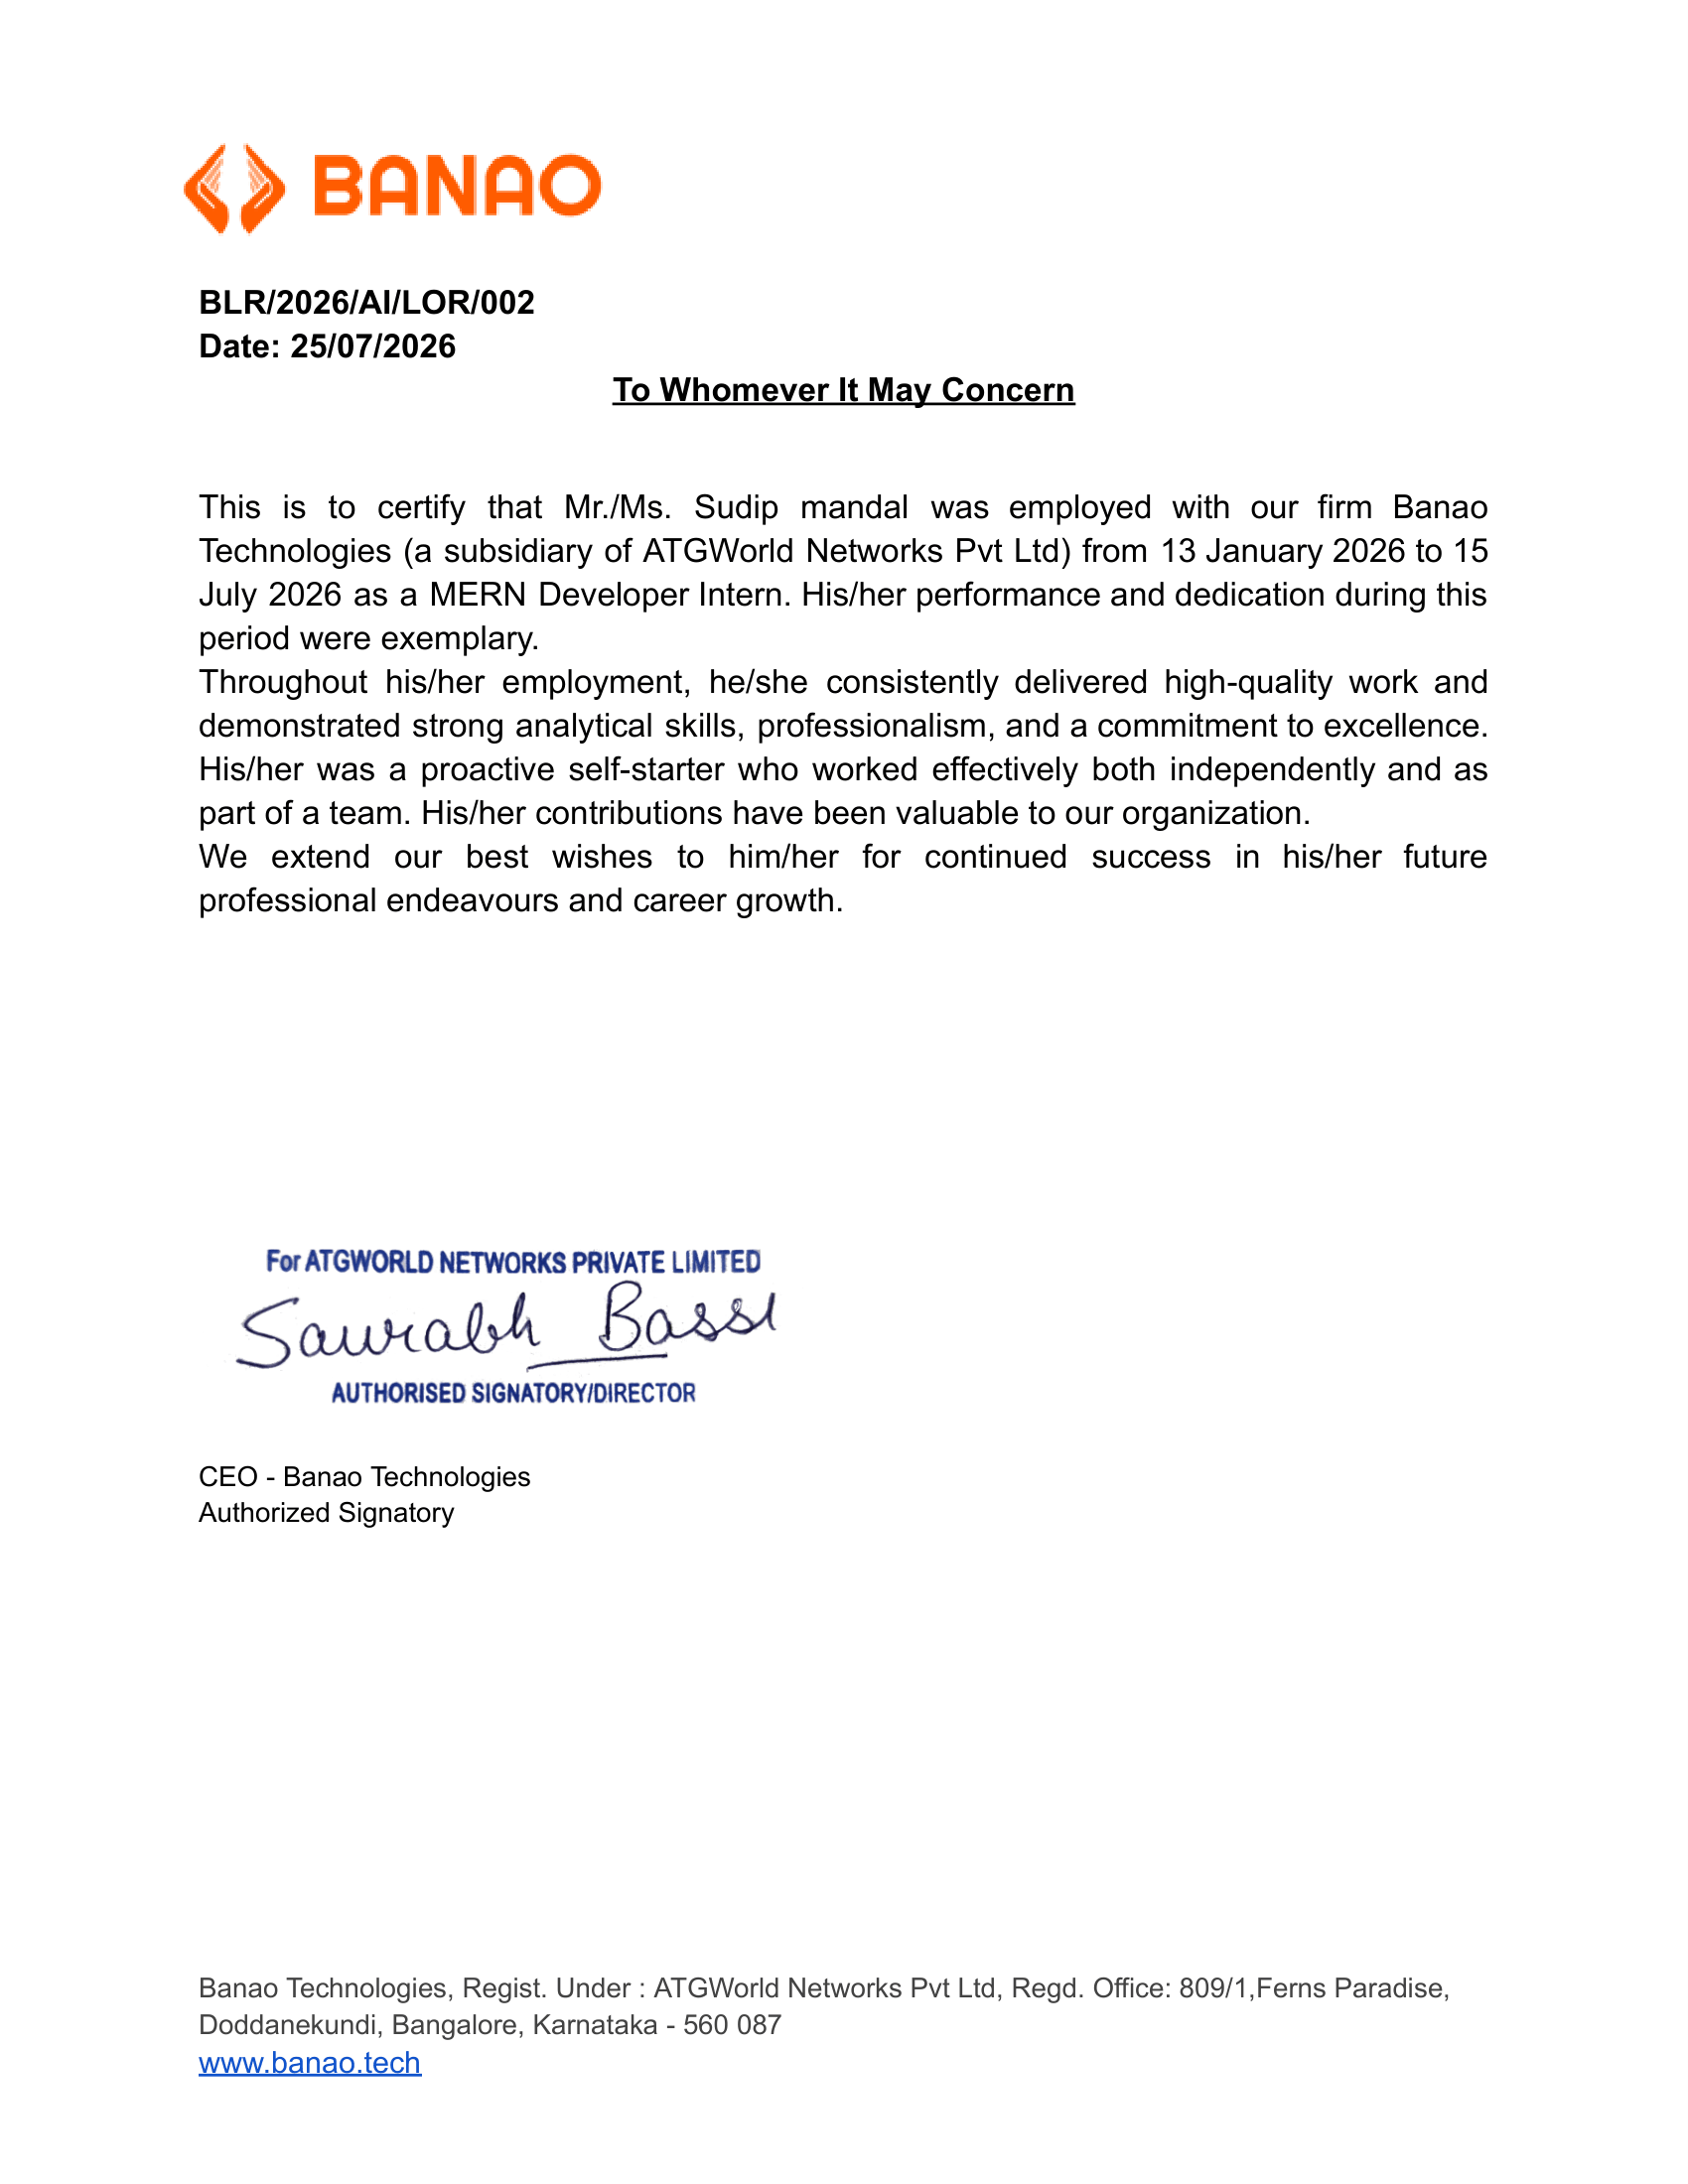 BANAO
BLR/2026/AI/LOR/002
Date: 25/07/2026
To Whomever It May Concern
This is to certify that Mr./Ms. Sudip mandal was employed with our firm Banao
Technologies (a subsidiary of ATGWorld Networks Pvt Ltd) from 13 January 2026 to 15
July 2026 as a MERN Developer Intern. His/her performance and dedication during this
period were exemplary.
Throughout his/her employment, he/she consistently delivered high-quality work and
demonstrated strong analytical skills, professionalism, and a commitment to excellence.
His/her was a proactive self-starter who worked effectively both independently and as
part of a team. His/her contributions have been valuable to our organization.
We extend our best wishes to him/her for continued success in his/her future
professional endeavours and career growth.
For ATGWORLD NETWORKS PRIVATE LIMITED
Saurabh Bassi
AUTHORISED SIGNATORY/DIRECTOR
CEO - Banao Technologies
Authorized Signatory
Banao Technologies, Regist. Under : ATGWorld Networks Pvt Ltd, Regd. Office: 809/1,Ferns Paradise,
Doddanekundi, Bangalore, Karnataka - 560 087
www.banao.tech